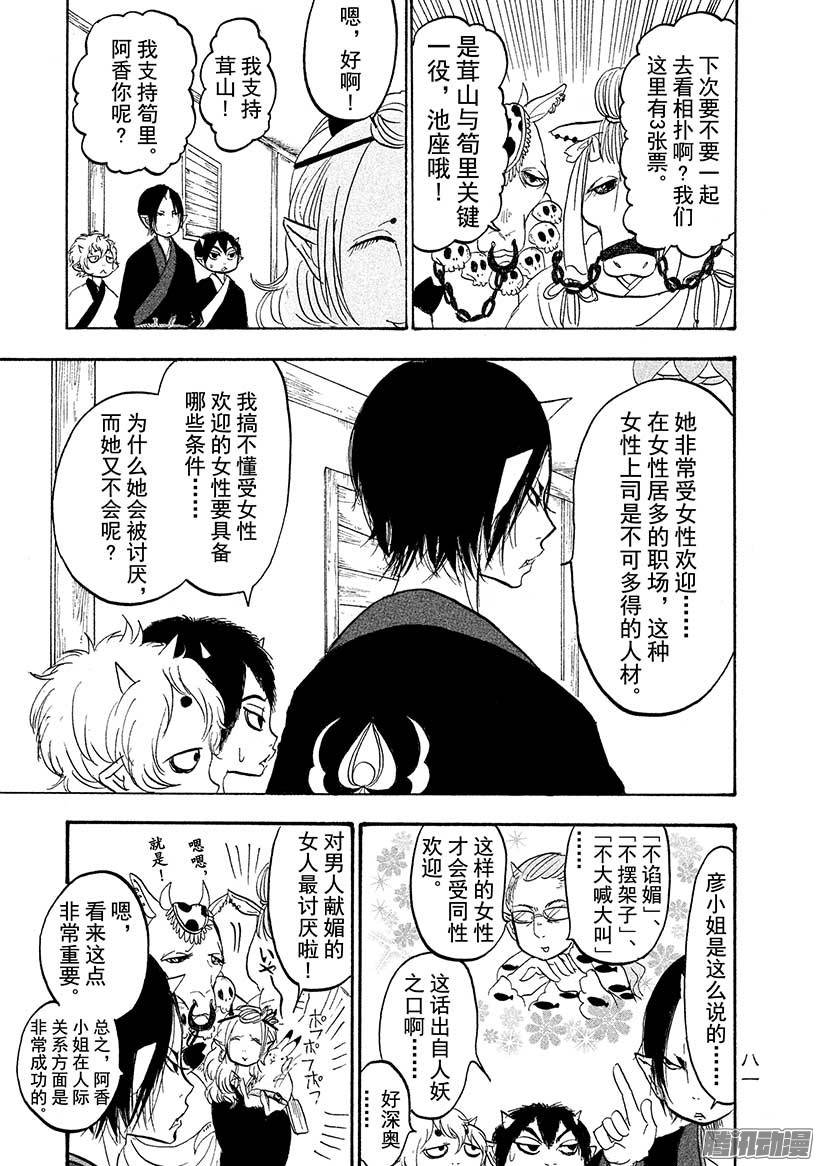 下次要不要一起
去看相扑啊？我们
这里有3张票。
是茸山与筍里关键
一役，池座哦！
嗯，好啊！
我支持
茸山！
我支持筍里。
阿香你呢？
她非常受女性欢迎……
在女性居多的职场，这种
女性上司是不可多得的人材。
我搞不懂受女性
欢迎的女性要具备
哪些条件……
为什么她会被讨厌，
而她又不会呢？
彦小姐是这么说的……
「不谄媚」、
「不摆架子」、
「不大喊大叫」
……
这样的女性
才会受同性
欢迎。
这话出自人妖
之口啊……
……好深奥
对男人献媚的
女人最讨厌啦！
嗯嗯，
就是！
いや
ポフポフポフ
嗯，
看来这点
非常重要。
总之，阿香
小姐在人际
关系方面是
非常成功的。
八一
腾讯动漫